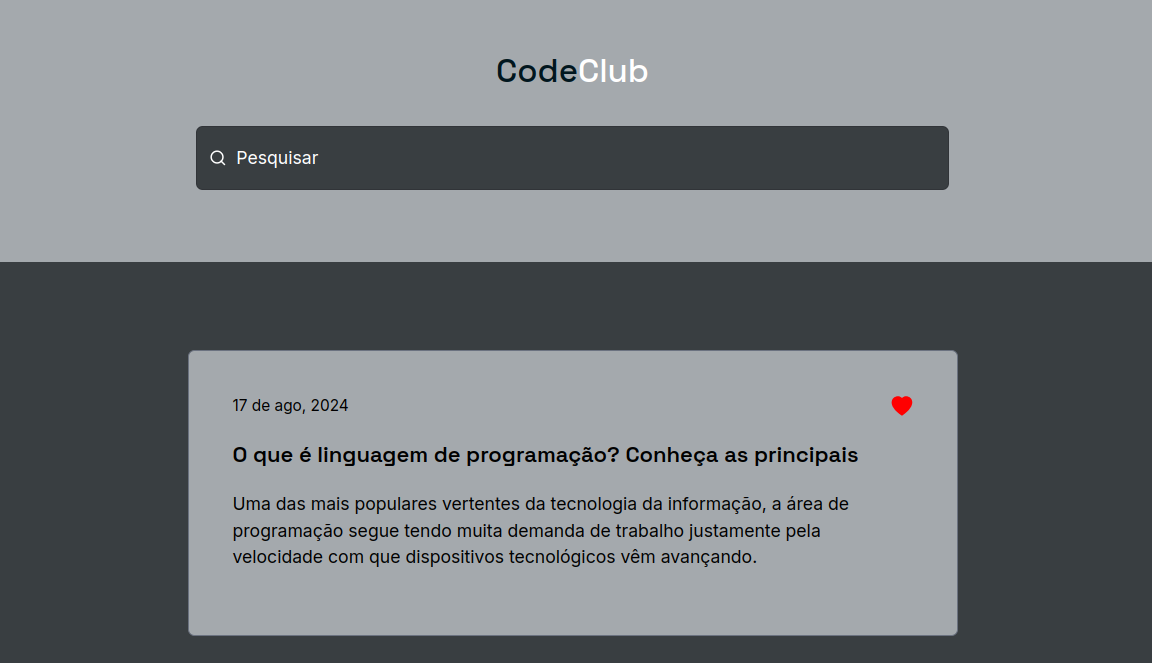 CodeClub
Pesquisar
17 de ago, 2024
O que é linguagem de programação? Conheça as principais
Uma das mais populares vertentes da tecnologia da informação, a área de
programação segue tendo muita demanda de trabalho justamente pela
velocidade com que dispositivos tecnológicos vêm avançando.